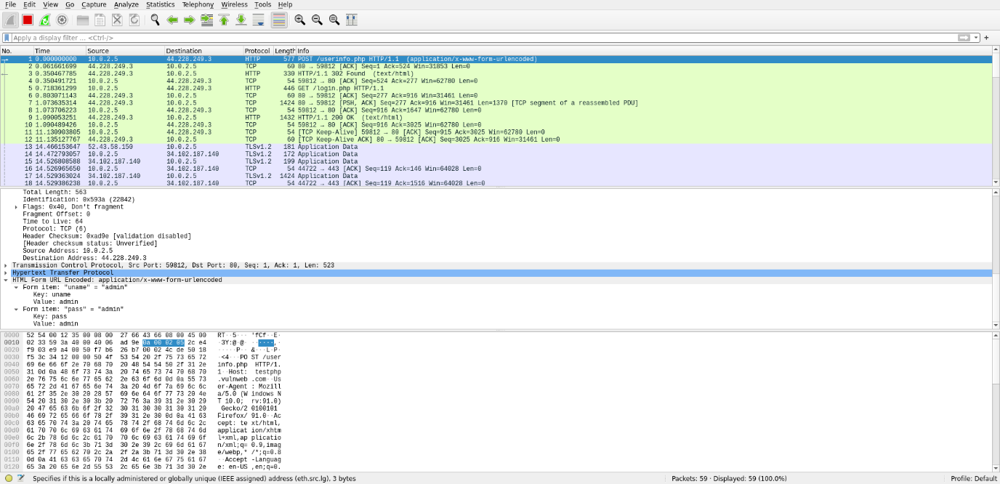 File Edit View Go Capture Analyze Statistics Telephony Wireless Tools Help
Apply a display filter … <Ctrl-/>
No. Time Source Destination Protocol Length Info
1 0.000000000 10.0.2.5 44.228.249.3 HTTP 577 POST /userinfo.php HTTP/1.1 (application/x-www-form-urlencoded)
2 0.061661699 44.228.249.3 10.0.2.5 TCP 60 80 → 59812 [ACK] Seq=1 Ack=524 Win=31853 Len=0
3 0.350467785 44.228.249.3 10.0.2.5 HTTP 330 HTTP/1.1 302 Found (text/html)
4 0.350491721 10.0.2.5 44.228.249.3 TCP 54 59812 → 80 [ACK] Seq=524 Ack=277 Win=62780 Len=0
5 0.718361299 10.0.2.5 44.228.249.3 HTTP 446 GET /login.php HTTP/1.1
6 0.803071143 44.228.249.3 10.0.2.5 TCP 60 80 → 59812 [ACK] Seq=277 Ack=916 Win=31461 Len=0
7 1.073635314 44.228.249.3 10.0.2.5 TCP 1424 80 → 59812 [PSH, ACK] Seq=277 Ack=916 Win=31461 Len=1370 [TCP segment of a reassembled PDU]
8 1.073706223 10.0.2.5 44.228.249.3 TCP 54 59812 → 80 [ACK] Seq=916 Ack=1647 Win=62780 Len=0
9 1.090053251 44.228.249.3 10.0.2.5 HTTP 1432 HTTP/1.1 200 OK (text/html)
10 1.090489426 10.0.2.5 44.228.249.3 TCP 54 59812 → 80 [ACK] Seq=916 Ack=3025 Win=62780 Len=0
11 11.130903805 10.0.2.5 44.228.249.3 TCP 54 [TCP Keep-Alive] 59812 → 80 [ACK] Seq=915 Ack=3025 Win=62780 Len=0
12 11.135127767 44.228.249.3 10.0.2.5 TCP 60 [TCP Keep-Alive ACK] 80 → 59812 [ACK] Seq=3025 Ack=916 Win=31461 Len=0
13 14.466153647 52.43.58.150 10.0.2.5 TLSv1.2 181 Application Data
14 14.472793057 10.0.2.5 34.102.187.140 TLSv1.2 172 Application Data
15 14.526808588 34.102.187.140 10.0.2.5 TLSv1.2 199 Application Data
16 14.526965650 10.0.2.5 34.102.187.140 TCP 54 44722 → 443 [ACK] Seq=119 Ack=146 Win=64028 Len=0
17 14.529363024 34.102.187.140 10.0.2.5 TLSv1.2 1424 Application Data
18 14.529386238 10.0.2.5 34.102.187.140 TCP 54 44722 → 443 [ACK] Seq=119 Ack=1516 Win=64028 Len=0
Total Length: 563
Identification: 0x593a (22842)
Flags: 0x40, Don't fragment
Fragment Offset: 0
Time to Live: 64
Protocol: TCP (6)
Header Checksum: 0xad9e [validation disabled]
[Header checksum status: Unverified]
Source Address: 10.0.2.5
Destination Address: 44.228.249.3
Transmission Control Protocol, Src Port: 59812, Dst Port: 80, Seq: 1, Ack: 1, Len: 523
Hypertext Transfer Protocol
HTML Form URL Encoded: application/x-www-form-urlencoded
Form item: "uname" = "admin"
Key: uname
Value: admin
Form item: "pass" = "admin"
Key: pass
Value: admin
0000 52 54 00 12 35 00 08 00 27 66 43 66 08 00 45 00 RT··5··· 'fCf··E·
0010 02 33 59 3a 40 00 40 06 ad 9e 0a 00 02 05 2c e4 ·3Y:@·@· ······,·
0020 f9 03 e9 a4 00 50 f7 b6 26 b7 00 02 4c de 50 18 ·····P·· &···L·P·
0030 f5 3c 34 12 00 00 50 4f 53 54 20 2f 75 73 65 72 ·<4···PO ST /user
0040 69 6e 66 6f 2e 70 68 70 20 48 54 54 50 2f 31 2e info.php HTTP/1.
0050 31 0d 0a 48 6f 73 74 3a 20 74 65 73 74 70 68 70 1··Host: testphp
0060 2e 76 75 6c 6e 77 65 62 2e 63 6f 6d 0d 0a 55 73 .vulnweb .com··Us
0070 65 72 2d 41 67 65 6e 74 3a 20 4d 6f 7a 69 6c 6c er-Agent : Mozill
0080 61 2f 35 2e 30 20 28 57 69 6e 64 6f 77 73 20 4e a/5.0 (W indows N
0090 54 20 31 30 2e 30 3b 20 72 76 3a 39 31 2e 30 29 T 10.0; rv:91.0)
00a0 20 47 65 63 6b 6f 2f 32 30 31 30 30 31 30 31 20 Gecko/2 0100101
00b0 46 69 72 65 66 6f 78 2f 39 31 2e 30 0d 0a 41 63 Firefox/ 91.0··Ac
00c0 63 65 70 74 3a 20 74 65 78 74 2f 68 74 6d 6c 2c cept: te xt/html,
00d0 61 70 70 6c 69 63 61 74 69 6f 6e 2f 78 68 74 6d applicat ion/xhtm
00e0 6c 2b 78 6d 6c 2c 61 70 70 6c 69 63 61 74 69 6f l+xml,ap plicatio
00f0 6e 2f 78 6d 6c 3b 71 3d 30 2e 39 2c 69 6d 61 67 n/xml;q= 0.9,imag
0100 65 2f 77 65 62 70 2c 2a 2f 2a 3b 71 3d 30 2e 38 e/webp,* /*;q=0.8
0110 0d 0a 41 63 63 65 70 74 2d 4c 61 6e 67 75 61 67 ··Accept -Languag
0120 65 3a 20 65 6e 2d 55 53 2c 65 6e 3b 71 3d 30 2e e: en-US ,en;q=0.
Specifies if this is a locally administered or globally unique (IEEE assigned) address (eth.src.lg), 3 bytes Packets: 59 · Displayed: 59 (100.0%) Profile: Default